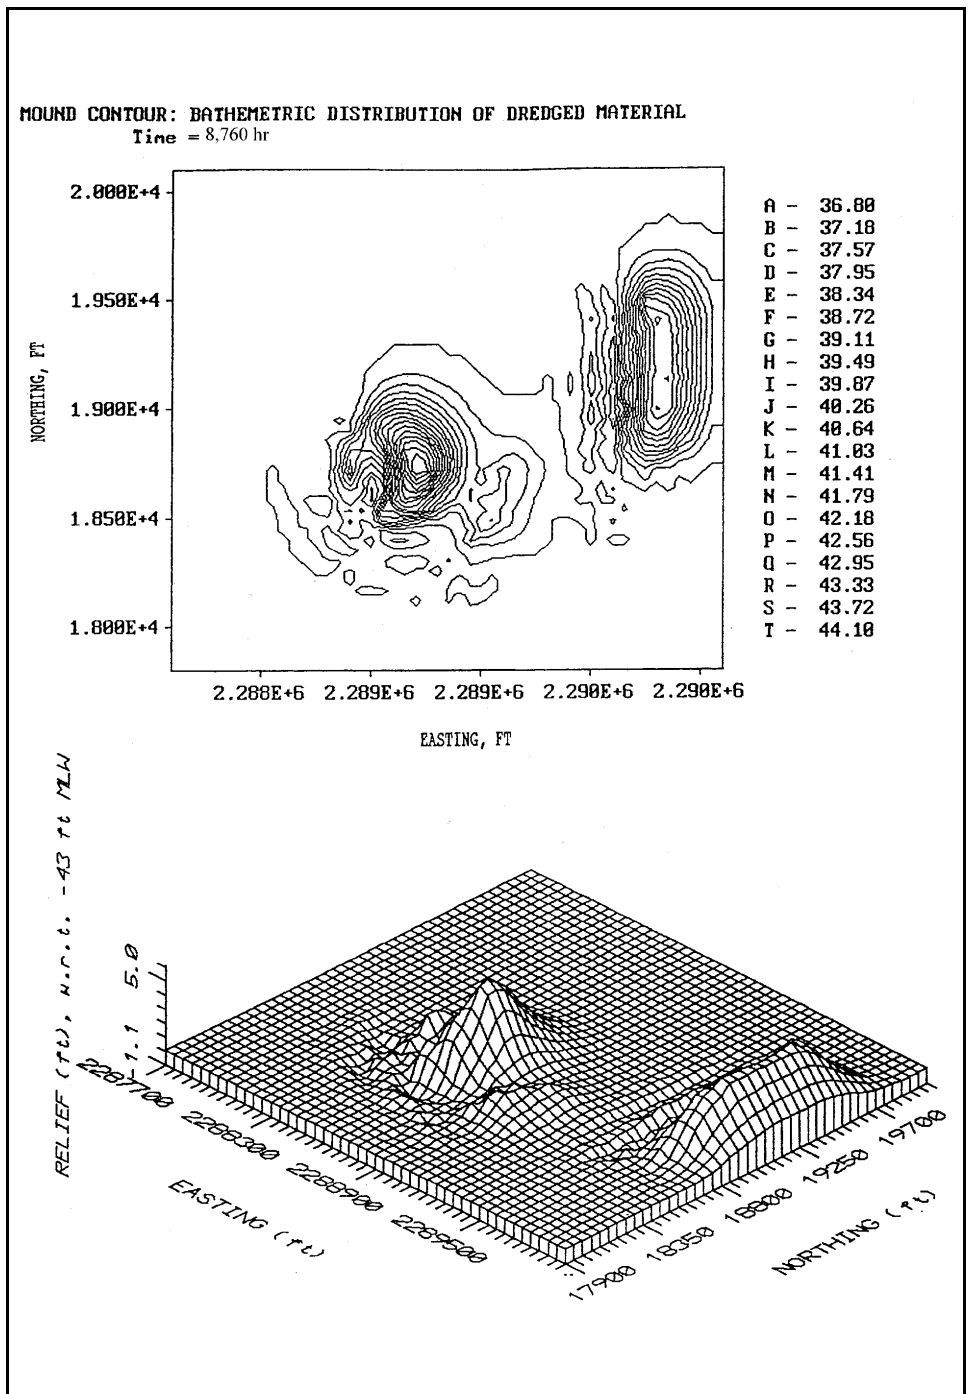 MOUND CONTOUR: BATHEMETRIC DISTRIBUTION OF DREDGED MATERIAL
Time = 8,760 hr
2.000E+4
1.950E+4
1.900E+4
1.850E+4
1.800E+4
NORTHING, FT
2.288E+6 2.289E+6 2.289E+6 2.290E+6 2.290E+6
EASTING, FT
A - 36.80
B - 37.18
C - 37.57
D - 37.95
E - 38.34
F - 38.72
G - 39.11
H - 39.49
I - 39.87
J - 40.26
K - 40.64
L - 41.03
M - 41.41
N - 41.79
O - 42.18
P - 42.56
Q - 42.95
R - 43.33
S - 43.72
T - 44.10
RELIEF (ft), w.r.t. -43 ft MLW
5.0
-1.1
2287700
2288300
2288900
2289500
EASTING (ft)
17900
18350
18800
19250
19700
NORTHING (ft)